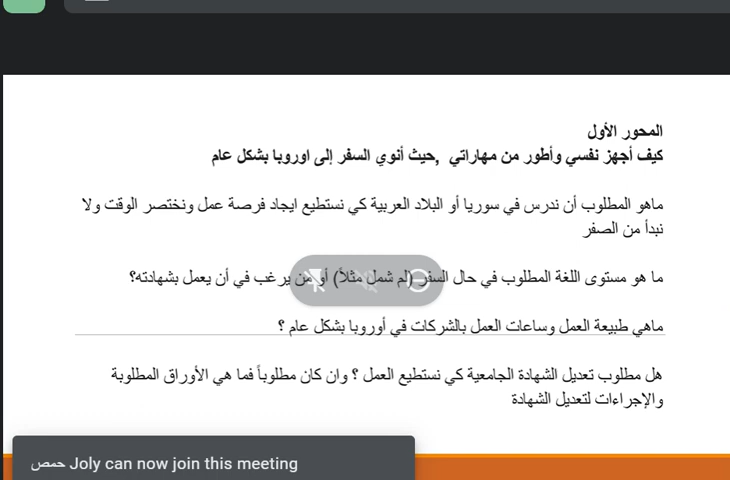 المحور الأول
كيف أجهز نفسي وأطور من مهاراتي ,حيث أنوي السفر إلى اوروبا بشكل عام
ماهو المطلوب أن ندرس في سوريا أو البلاد العربية كي نستطيع ايجاد فرصة عمل ونختصر الوقت ولا
نبدأ من الصفر
ما هو مستوى اللغة المطلوب في حال السفر (لم شمل مثلاً) أو من يرغب في أن يعمل بشهادته؟
ماهي طبيعة العمل وساعات العمل بالشركات في أوروبا بشكل عام ؟
هل مطلوب تعديل الشهادة الجامعية كي نستطيع العمل ؟ وان كان مطلوباً فما هي الأوراق المطلوبة
والإجراءات لتعديل الشهادة
حمص Joly can now join this meeting